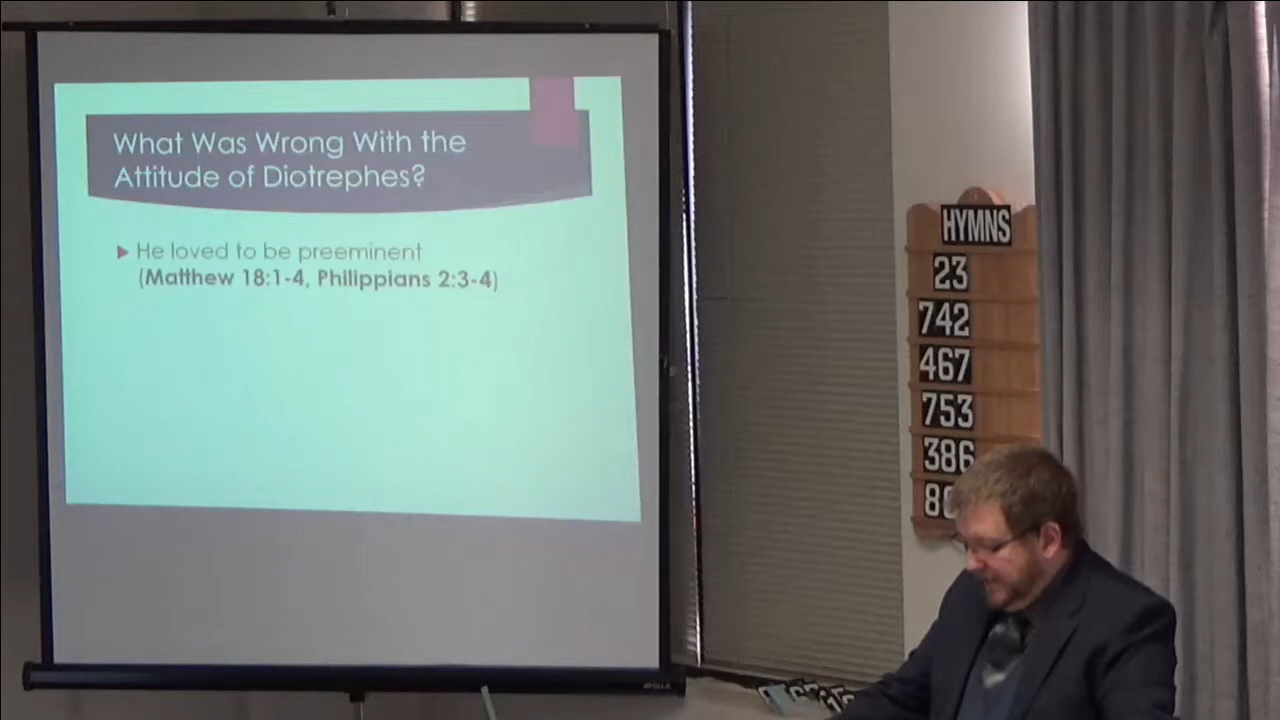 What Was Wrong With the
Attitude of Diotrephes?
He loved to be preeminent
(Matthew 18:1-4, Philippians 2:3-4)
HYMNS
23
742
467
753
386
APOLLO